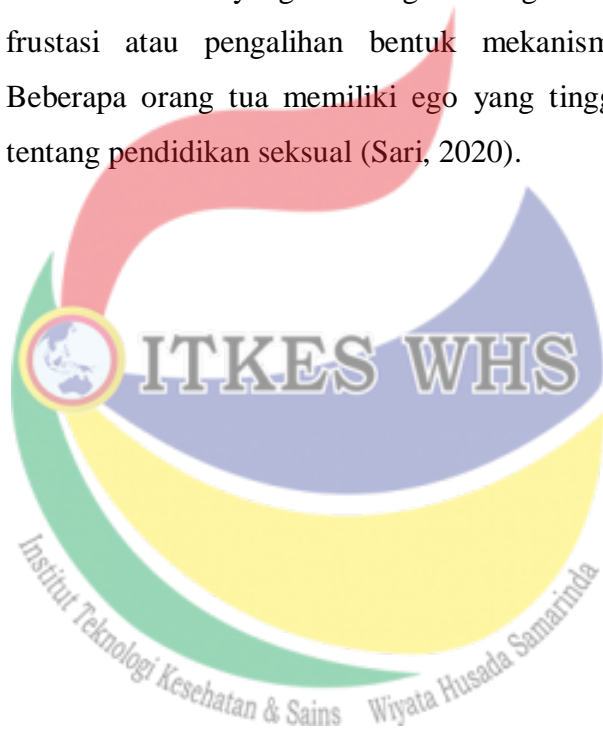 frustasi atau pengalihan bentuk mekanism
Beberapa orang tua memiliki ego yang tingg
tentang pendidikan seksual (Sari, 2020).
ITKES WHS
Institut Teknologi Kesehatan & Sains Wiyata Husada Samarinda